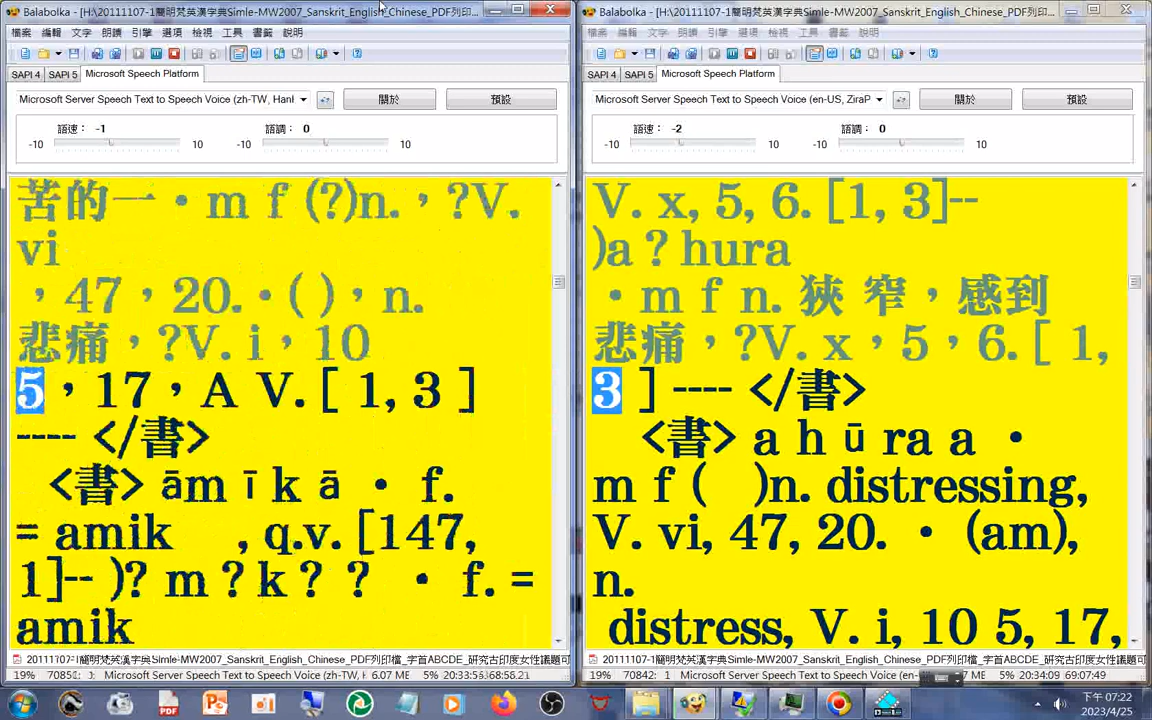 Balabolka - [H:\20111107-1簡明梵英漢字典Simle-MW2007_Sanskrit_English_Chinese_PDF列印...
檔案 編輯 文字 朗讀 引擎 選項 檢視 工具 書籤 說明
SAPI 4 SAPI 5 Microsoft Speech Platform
Microsoft Server Speech Text to Speech Voice (zh-TW, Hanl 關於 預設
語速： -1 語調： 0
-10 10 -10 10
苦的一・m f (?)n.，?V.
vi
，47，20.・( )，n.
悲痛，?V. i，10
5，17，A V. [ 1, 3 ]
---- </書>
<書> ām ī k ā ・ f.
= amik , q.v. [147,
1]-- )? m ? k ? ? ・ f. =
amik
20111107-1簡明梵英漢字典Simle-MW2007_Sanskrit_English_Chinese_PDF列印檔_字首ABCDE_研究古印度女性議題可
19% Microsoft Server Speech Text to Speech Voice (zh-TW, H 6.07 MB 5%
Balabolka - [H:\20111107-1簡明梵英漢字典Simle-MW2007_Sanskrit_English_Chinese_PDF列印...
檔案 編輯 文字 朗讀 引擎 選項 檢視 工具 書籤 說明
SAPI 4 SAPI 5 Microsoft Speech Platform
Microsoft Server Speech Text to Speech Voice (en-US, ZiraP 關於 預設
語速： -2 語調： 0
-10 10 -10 10
V. x, 5, 6. [1, 3]--
)a ? hura
・m f n. 狹 窄，感到
悲痛，?V. x，5，6. [ 1,
3 ] ---- </書>
<書> a h ū ra a ・
m f ( )n. distressing,
V. vi, 47, 20. ・ (am),
n.
distress, V. i, 10 5, 17,
20111107-1簡明梵英漢字典Simle-MW2007_Sanskrit_English_Chinese_PDF列印檔_字首ABCDE_研究古印度女性議題可
19% 70842: 1 Microsoft Server Speech Text to Speech Voice 5% 20:34:09 69:07:49
下午 07:22
2023/4/25